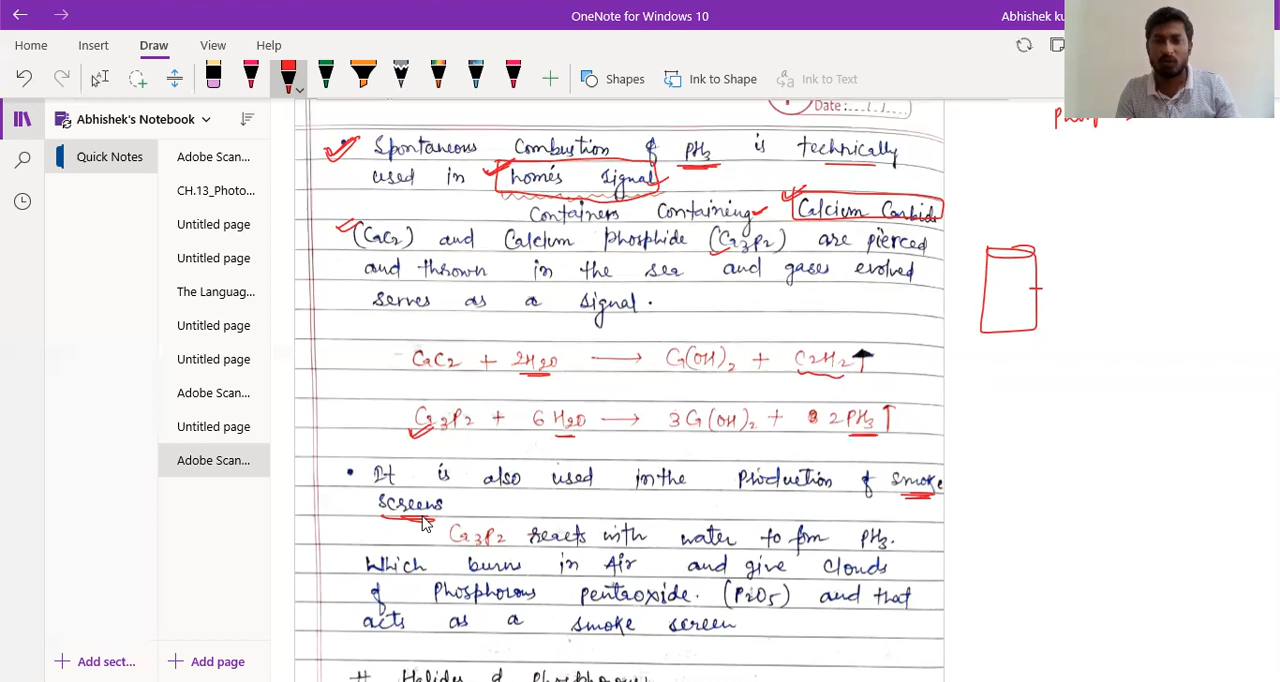 OneNote for Windows 10
Abhishek ku
Home Insert Draw View Help
Shapes Ink to Shape Ink to Text
Abhishek's Notebook
Quick Notes
Adobe Scan...
CH.13_Photo...
Untitled page
Untitled page
The Languag...
Untitled page
Untitled page
Adobe Scan...
Untitled page
Adobe Scan...
Add sect...
Add page
Date:
• Spontaneous Combustion of PH3 is technically
used in homes signal
Containers Containing Calcium Carbide
(CaC2) and Calcium phosphide (Ca3P2) are pierced
and thrown in the sea and gases evolved
serves as a signal.
CaC2 + 2H2O → Ca(OH)2 + C2H2↑
Ca3P2 + 6H2O → 3Ca(OH)2 + 2PH3↑
• It is also used in the production of smoke
screens
Ca3P2 reacts with water to form PH3.
Which burns in Air and give clouds
of phosphorous pentroxide. (P2O5) and that
acts as a smoke screen
# Halides of phosphorous: